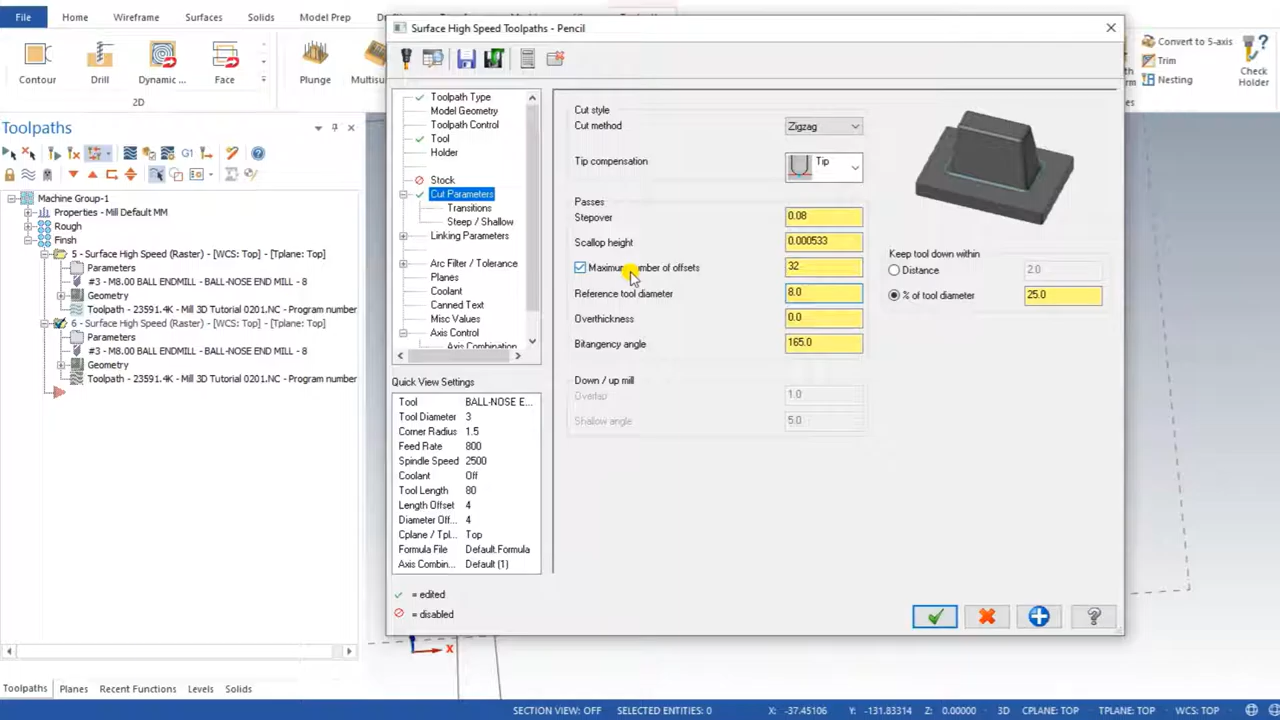 File Home Wireframe Surfaces Solids Model Prep
Surface High Speed Toolpaths - Pencil
Contour Drill Dynamic ... Face Plunge Multisu
2D
Convert to 5-axis
Trim
Nesting
Check
Holder
Toolpaths
Machine Group-1
Properties - Mill Default MM
Rough
Finsh
5 - Surface High Speed (Raster) - [WCS: Top] - [Tplane: Top]
Parameters
#3 - M8.00 BALL ENDMILL - BALL-NOSE END MILL - 8
Geometry
Toolpath - 23591.4K - Mill 3D Tutorial 0201.NC - Program number
6 - Surface High Speed (Raster) - [WCS: Top] - [Tplane: Top]
Parameters
#3 - M8.00 BALL ENDMILL - BALL-NOSE END MILL - 8
Geometry
Toolpath - 23591.4K - Mill 3D Tutorial 0201.NC - Program number
Toolpath Type
Model Geometry
Toolpath Control
Tool
Holder
Stock
Cut Parameters
Transitions
Steep / Shallow
Linking Parameters
Arc Filter / Tolerance
Planes
Coolant
Canned Text
Misc Values
Axis Control
Axis Combination
Quick View Settings
Tool BALL-NOSE E...
Tool Diameter 3
Corner Radius 1.5
Feed Rate 800
Spindle Speed 2500
Coolant Off
Tool Length 80
Length Offset 4
Diameter Off... 4
Cplane / Tpl... Top
Formula File Default.Formula
Axis Combin... Default (1)
= edited
= disabled
Cut style
Cut method Zigzag
Tip compensation Tip
Passes
Stepover 0.08
Scallop height 0.000533
Maximum number of offsets 32
Reference tool diameter 8.0
Overthickness 0.0
Bitangency angle 165.0
Down / up mill
Overlap 1.0
Shallow angle 5.0
Keep tool down within
Distance 2.0
% of tool diameter 25.0
X
Toolpaths Planes Recent Functions Levels Solids
SECTION VIEW: OFF SELECTED ENTITIES: 0 X: -37.45106 Y: -131.83314 Z: 0.00000 3D CPLANE: TOP TPLANE: TOP WCS: TOP